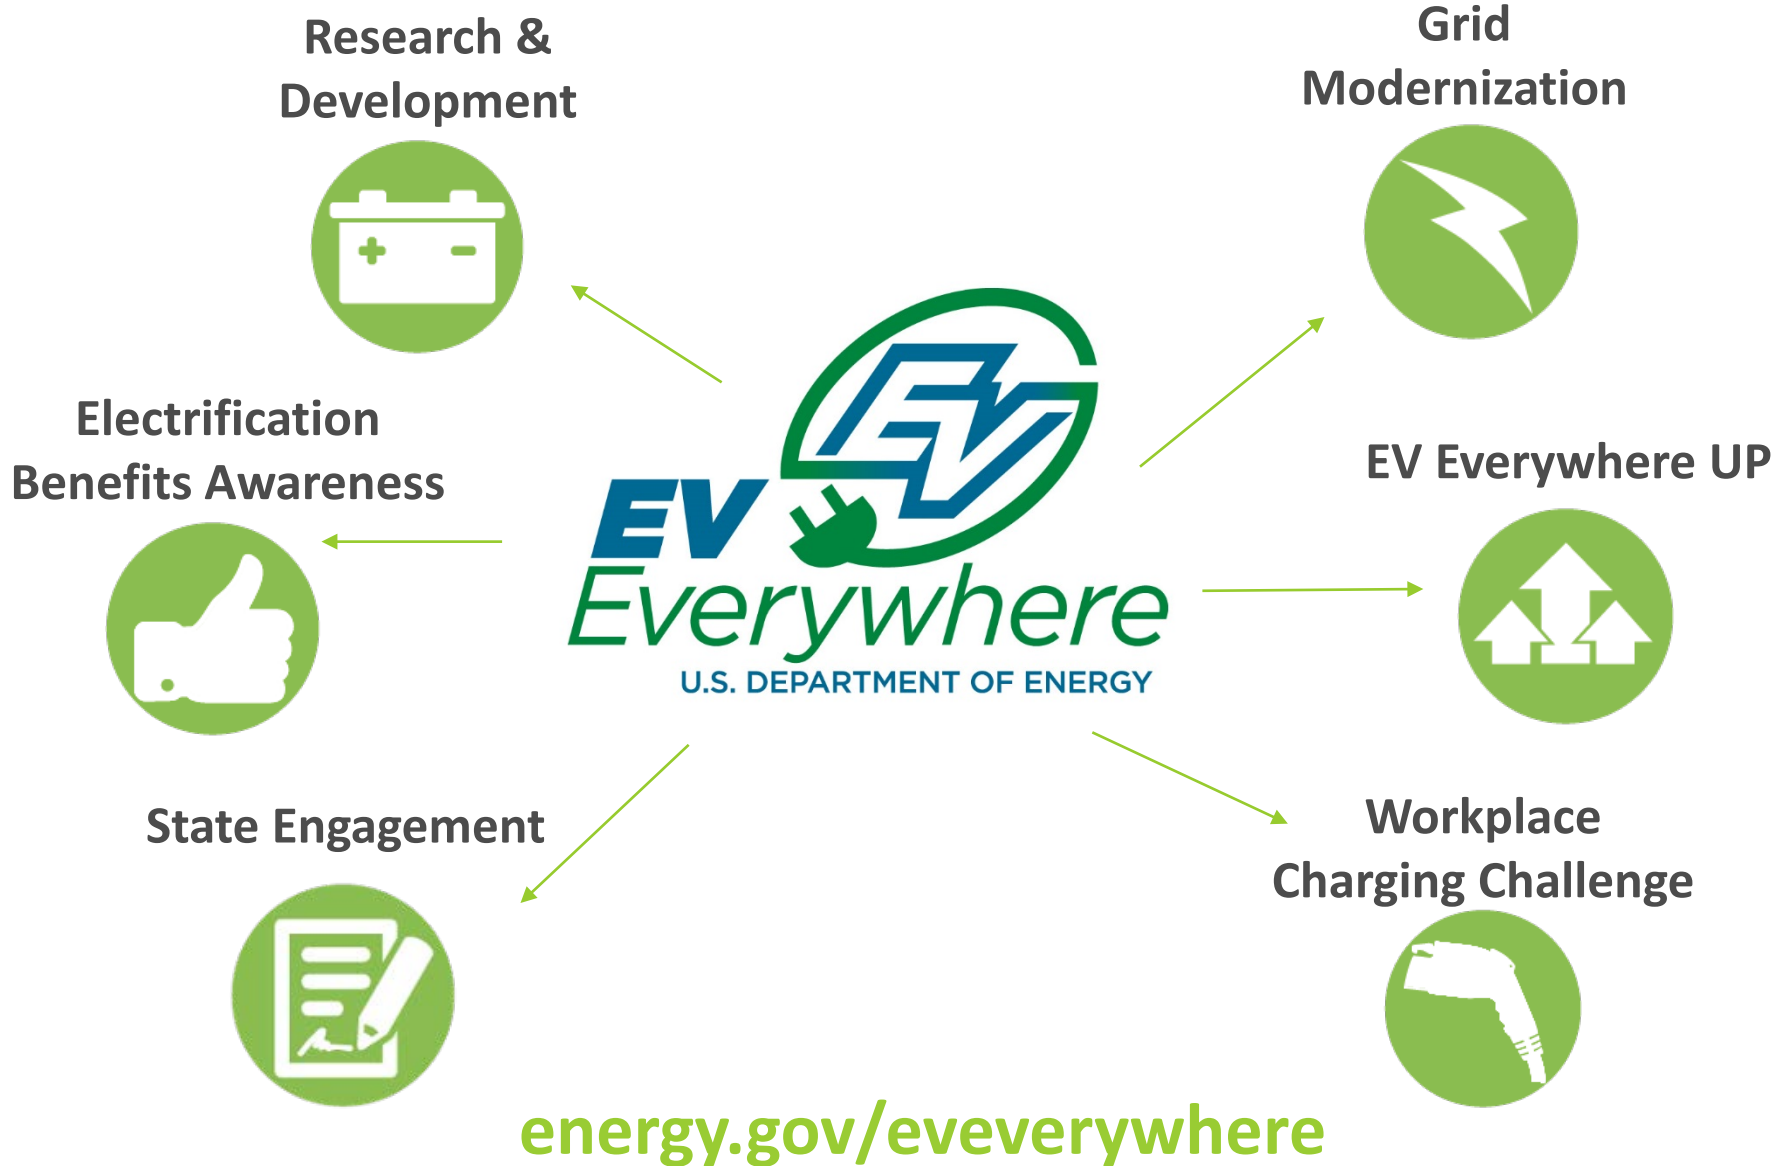 Research &
Development
Grid
Modernization
Electrification
Benefits Awareness
EV Everywhere UP
EV
EV
Everywhere
U.S. DEPARTMENT OF ENERGY
State Engagement
Workplace
Charging Challenge
energy.gov/eveverywhere